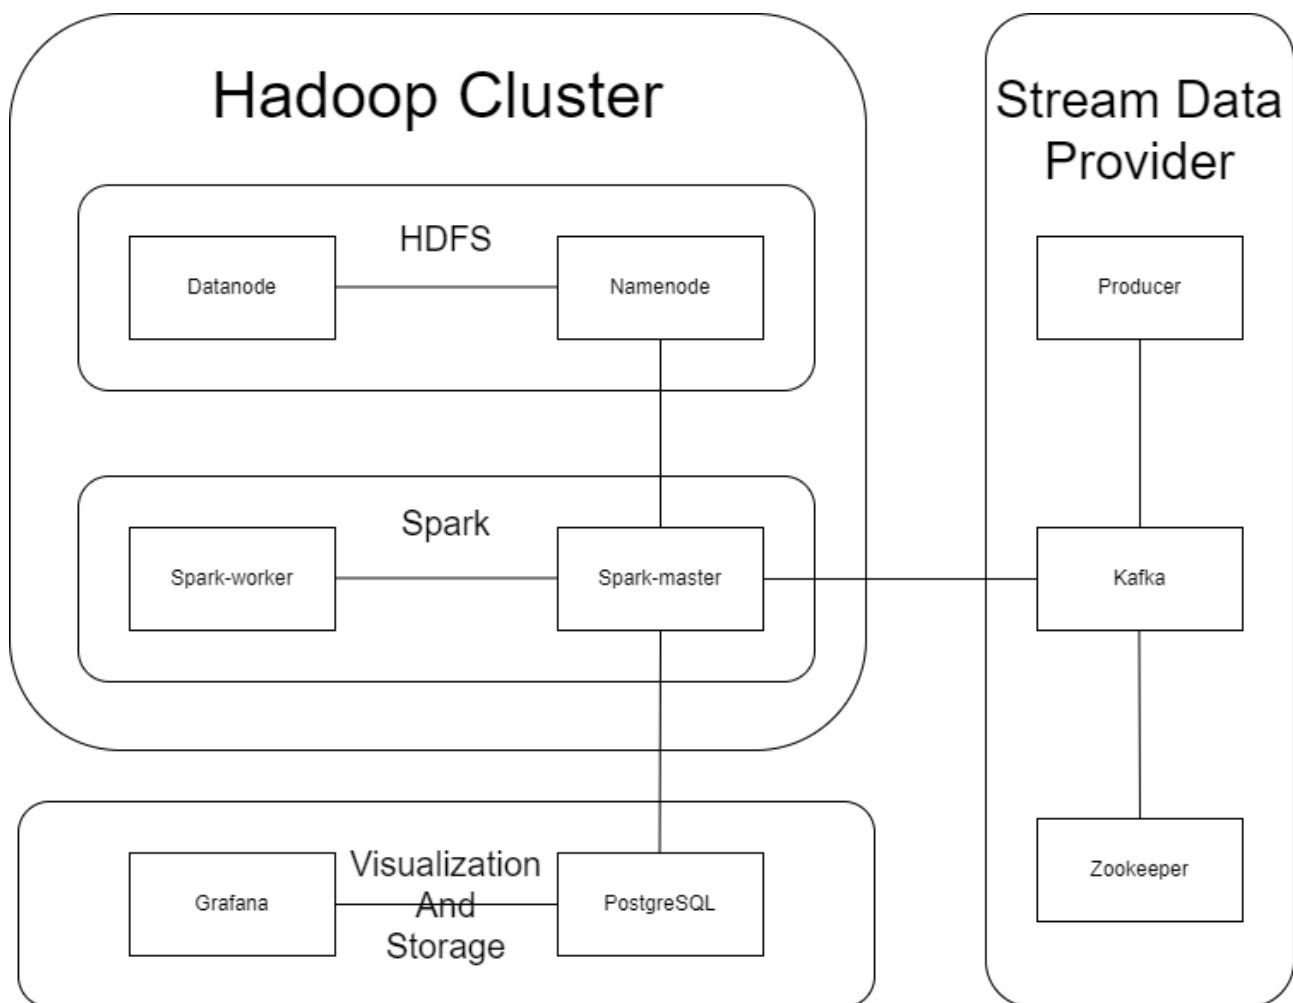 Hadoop Cluster
HDFS
Datanode
Namenode
Spark
Spark-worker
Spark-master
Visualization
And
Storage
Grafana
PostgreSQL
Stream Data
Provider
Producer
Kafka
Zookeeper